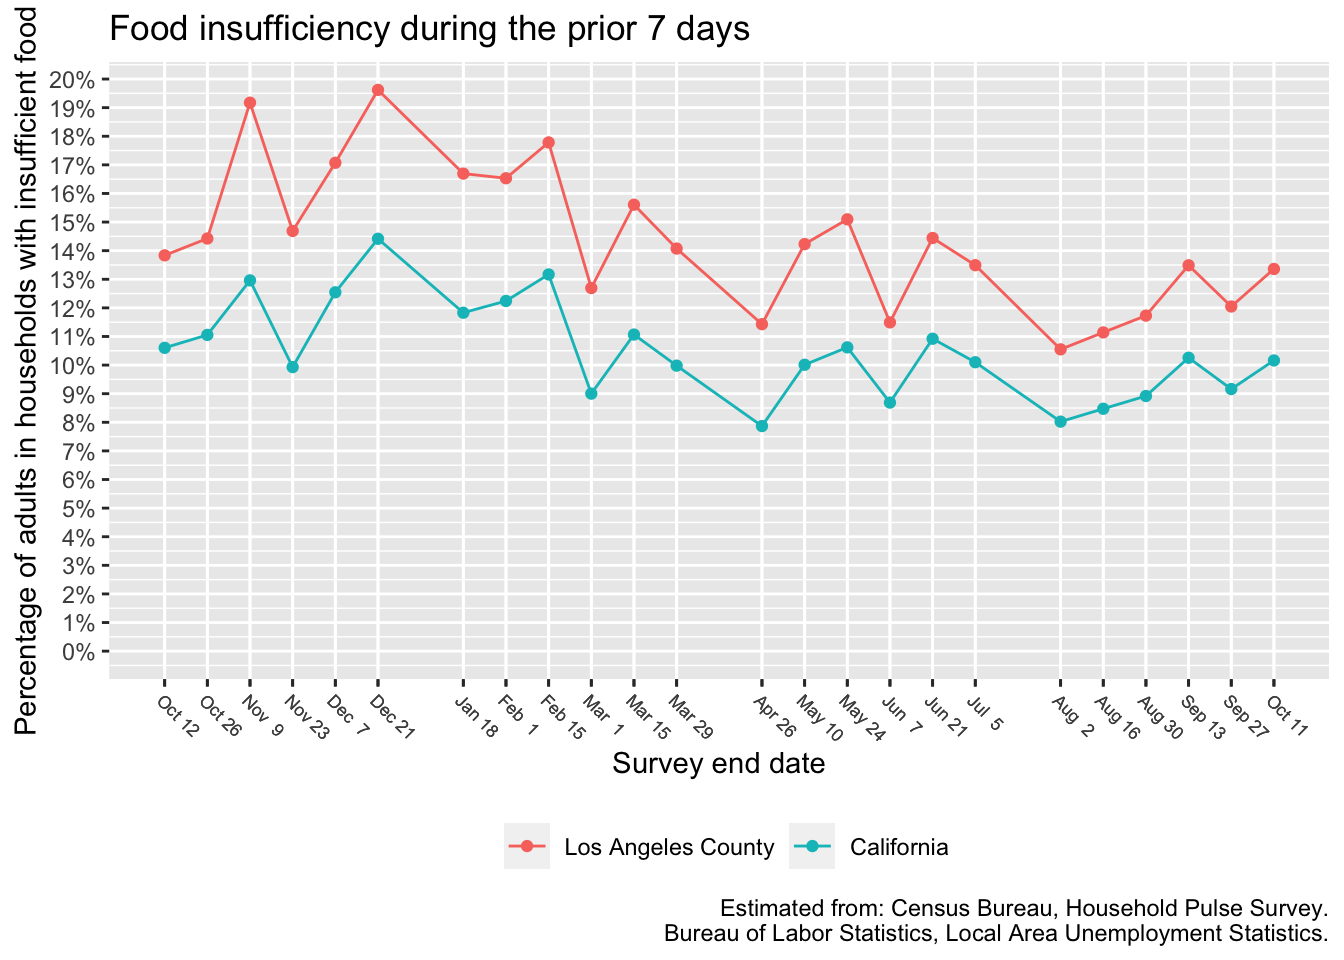 Food insufficiency during the prior 7 days
Percentage of adults in households with insufficient food
20%
19%
18%
17%
16%
15%
14%
13%
12%
11%
10%
9%
8%
7%
6%
5%
4%
3%
2%
1%
0%
Oct 12
Oct 26
Nov 9
Nov 23
Dec 7
Dec 21
Jan 18
Feb 1
Feb 15
Mar 1
Mar 15
Mar 29
Apr 26
May 10
May 24
Jun 7
Jun 21
Jul 5
Aug 2
Aug 16
Aug 30
Sep 13
Sep 27
Oct 11
Survey end date
Los Angeles County
California
Estimated from: Census Bureau, Household Pulse Survey.
Bureau of Labor Statistics, Local Area Unemployment Statistics.